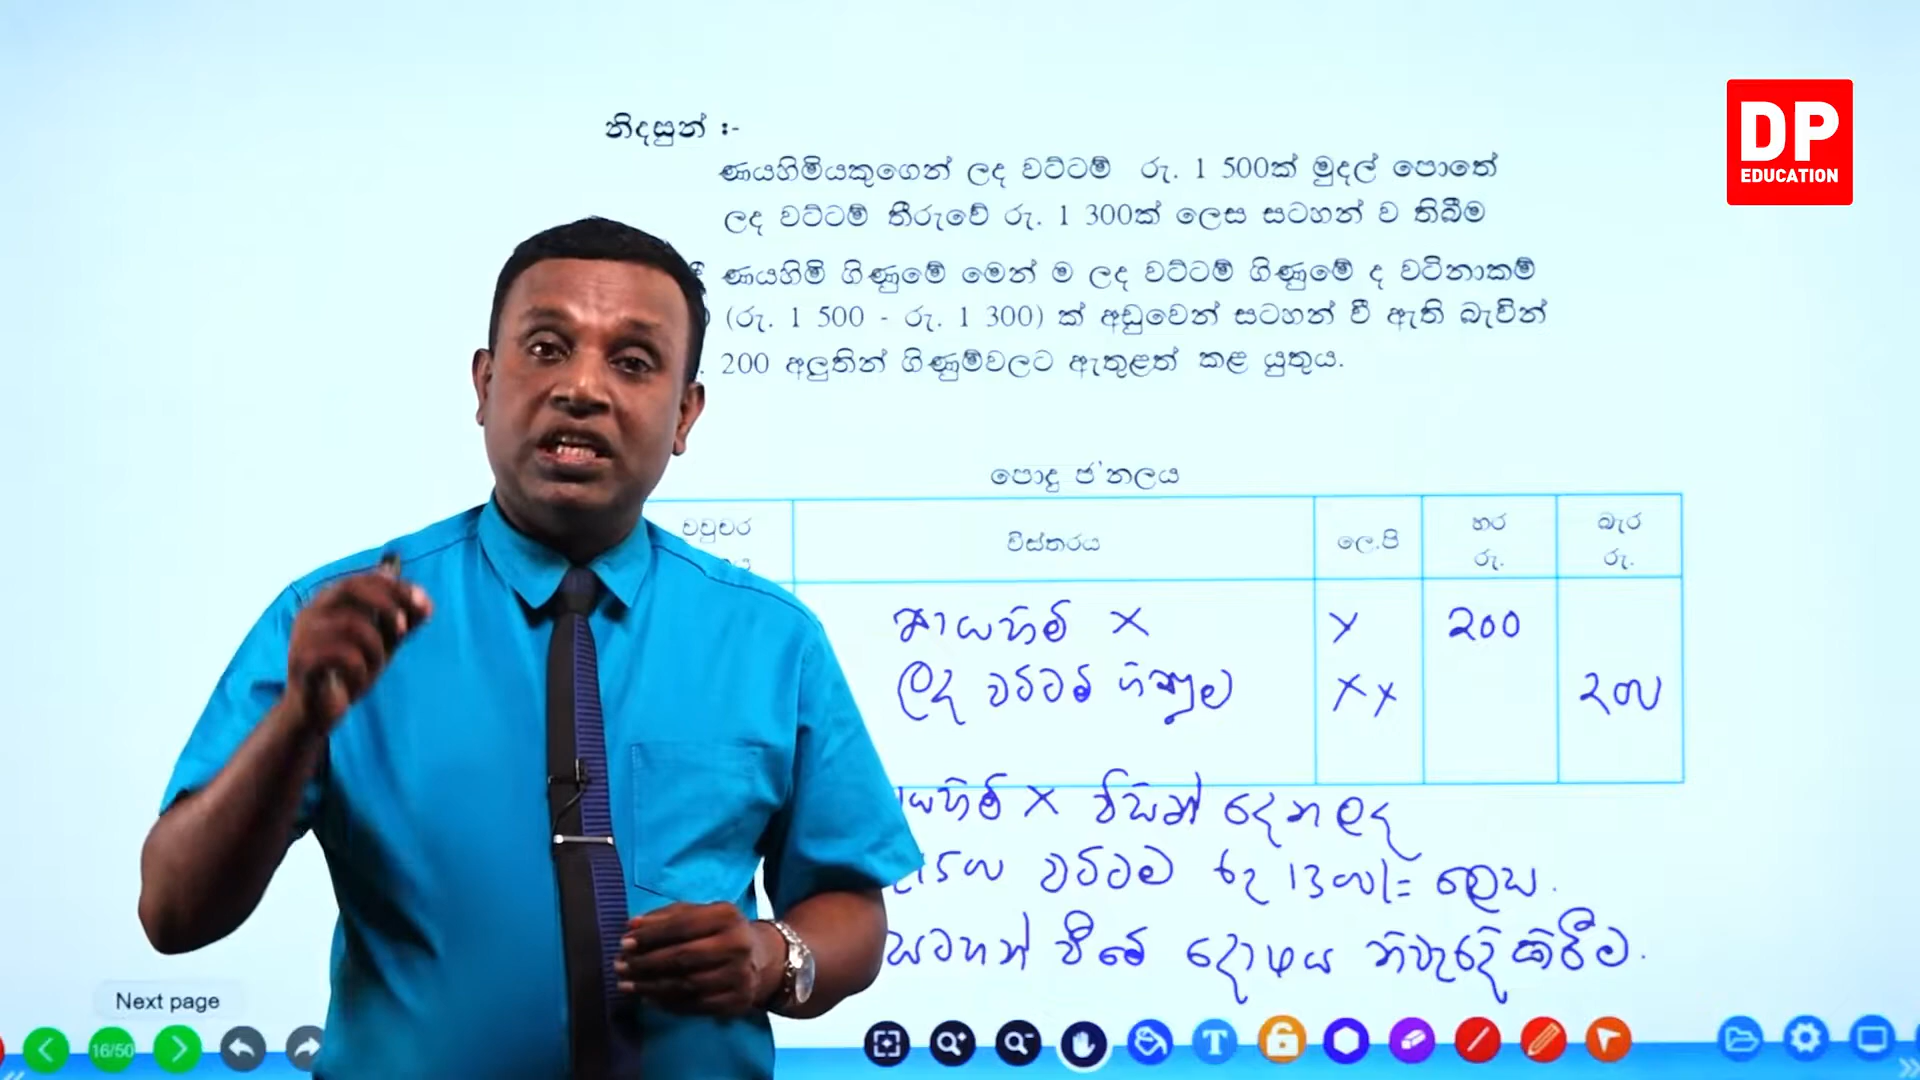 DP
EDUCATION
නිදසුන් :-
ණයහිමියකුගෙන් ලද වට්ටම් රු. 1 500ක් මුදල් පොතේ
ලද වට්ටම් තීරුවේ රු. 1 300ක් ලෙස සටහන් ව තිබීම
ණයහිමි ගිණුමේ මෙන් ම ලද වට්ටම් ගිණුමේ ද වටිනාකම්
(රු. 1 500 - රු. 1 300) ක් අඩුවෙන් සටහන් වී ඇති බැවින්
200 අලුතින් ගිණුම්වලට ඇතුළත් කළ යුතුය.
පොදු ජ'නලය
වවුචර විස්තරය ලෙ.පි හර රු. බැර රු.
ණයහිමි X x 200
ලද වට්ටම් ගිණුම xx 200
යහිමි X විසින් දෙන ලද
වට්ටම රු 1300/= ලෙස.
සටහන් වීමේ දෝෂය නිවැරදි කිරීම.
Next page
16/50